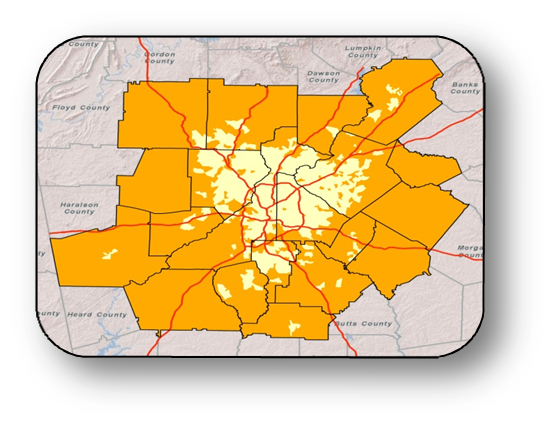 County
Gordon
County
Lumpkin
County
Dawson
County
Banks
County
Floyd County
Haralson
County
Morga
County
Heard County
Butts County